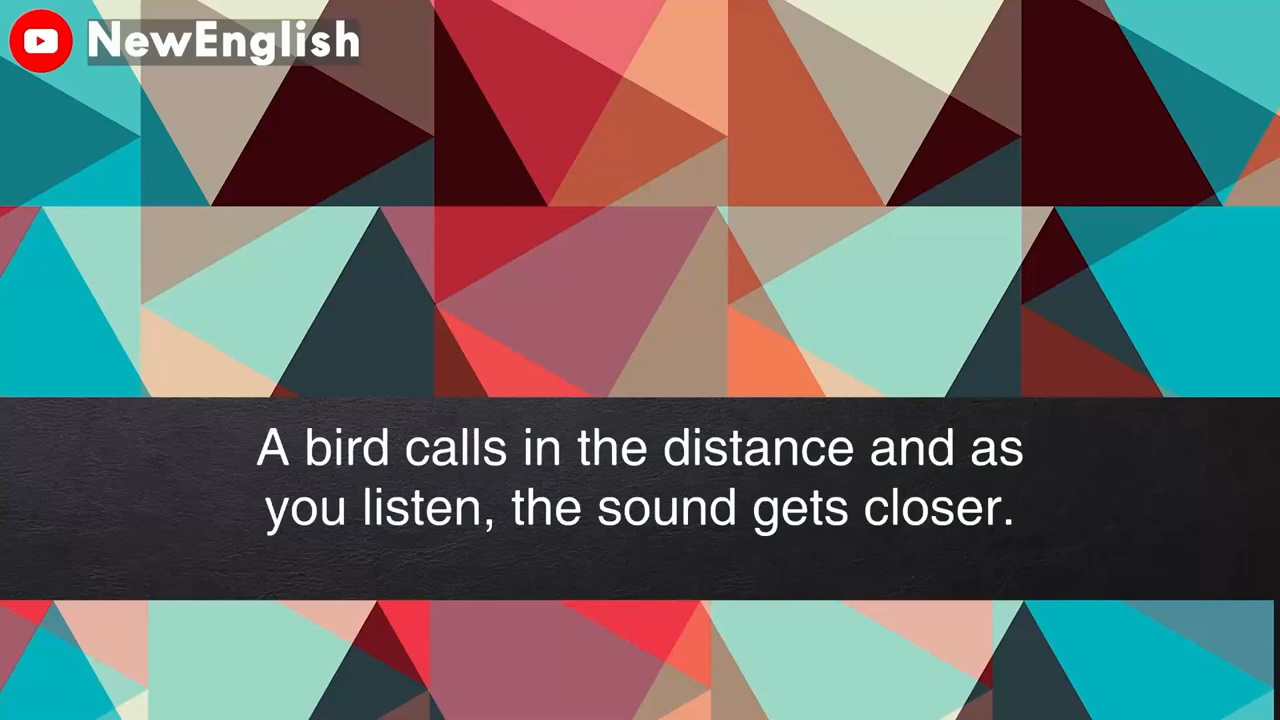 NewEnglish
A bird calls in the distance and as
you listen, the sound gets closer.